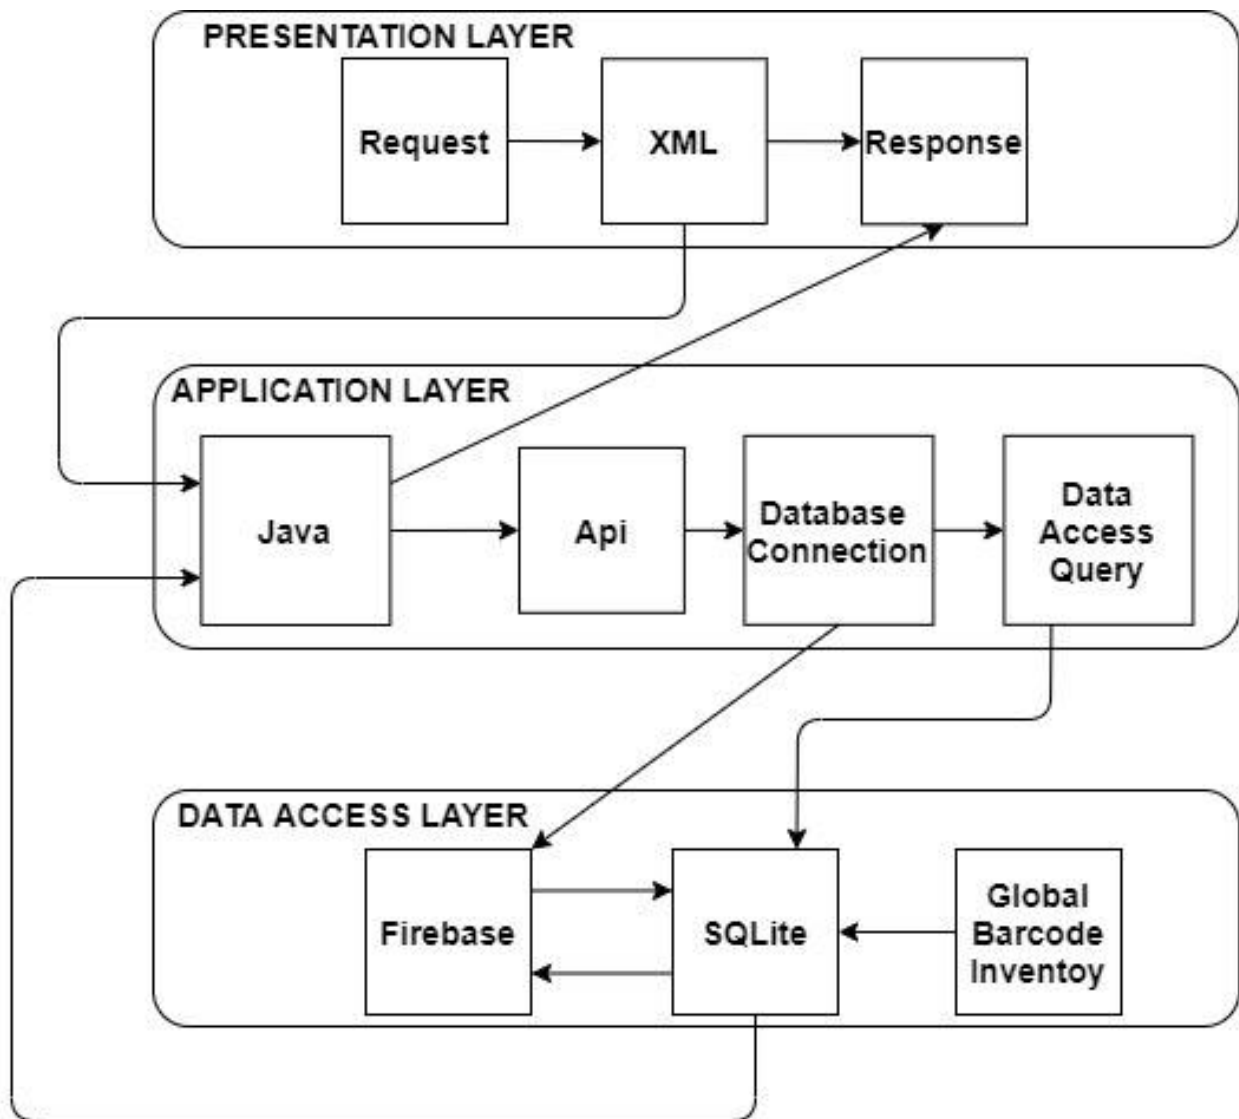 PRESENTATION LAYER
Request
XML
Response
APPLICATION LAYER
Java
Api
Database
Connection
Data
Access
Query
DATA ACCESS LAYER
Firebase
SQLite
Global
Barcode
Inventoy